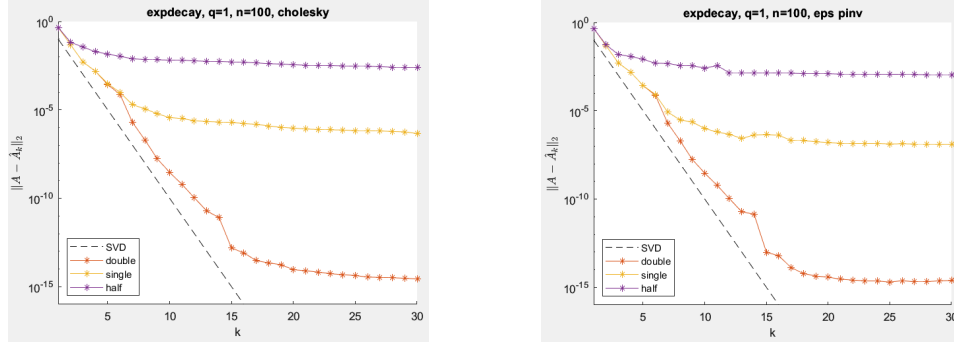 expdecay, q=1, n=100, cholesky
10^0
10^-5
10^-10
10^-15
‖A − Â_k‖_2
SVD
double
single
half
5 10 15 20 25 30
k
expdecay, q=1, n=100, eps pinv
10^0
10^-5
10^-10
10^-15
‖A − Â_k‖_2
SVD
double
single
half
5 10 15 20 25 30
k